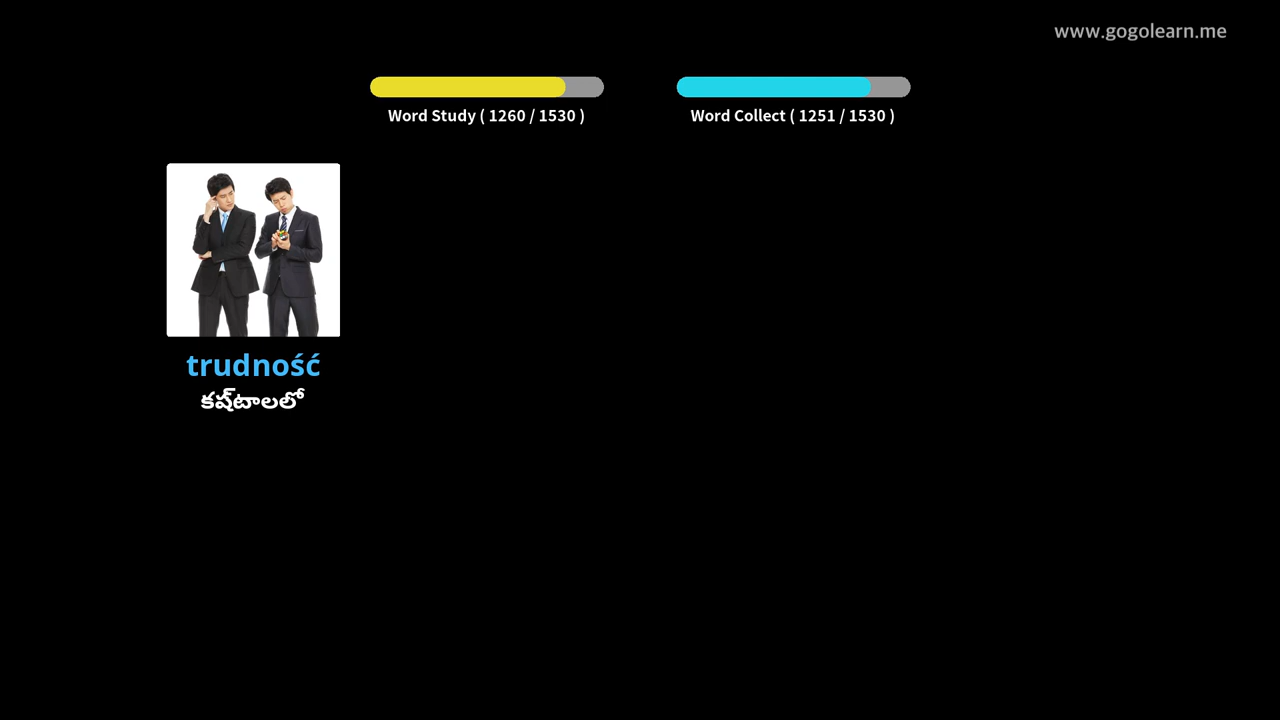 www.gogolearn.me
Word Study ( 1260 / 1530 )
Word Collect ( 1251 / 1530 )
trudność
కష్టాలలో